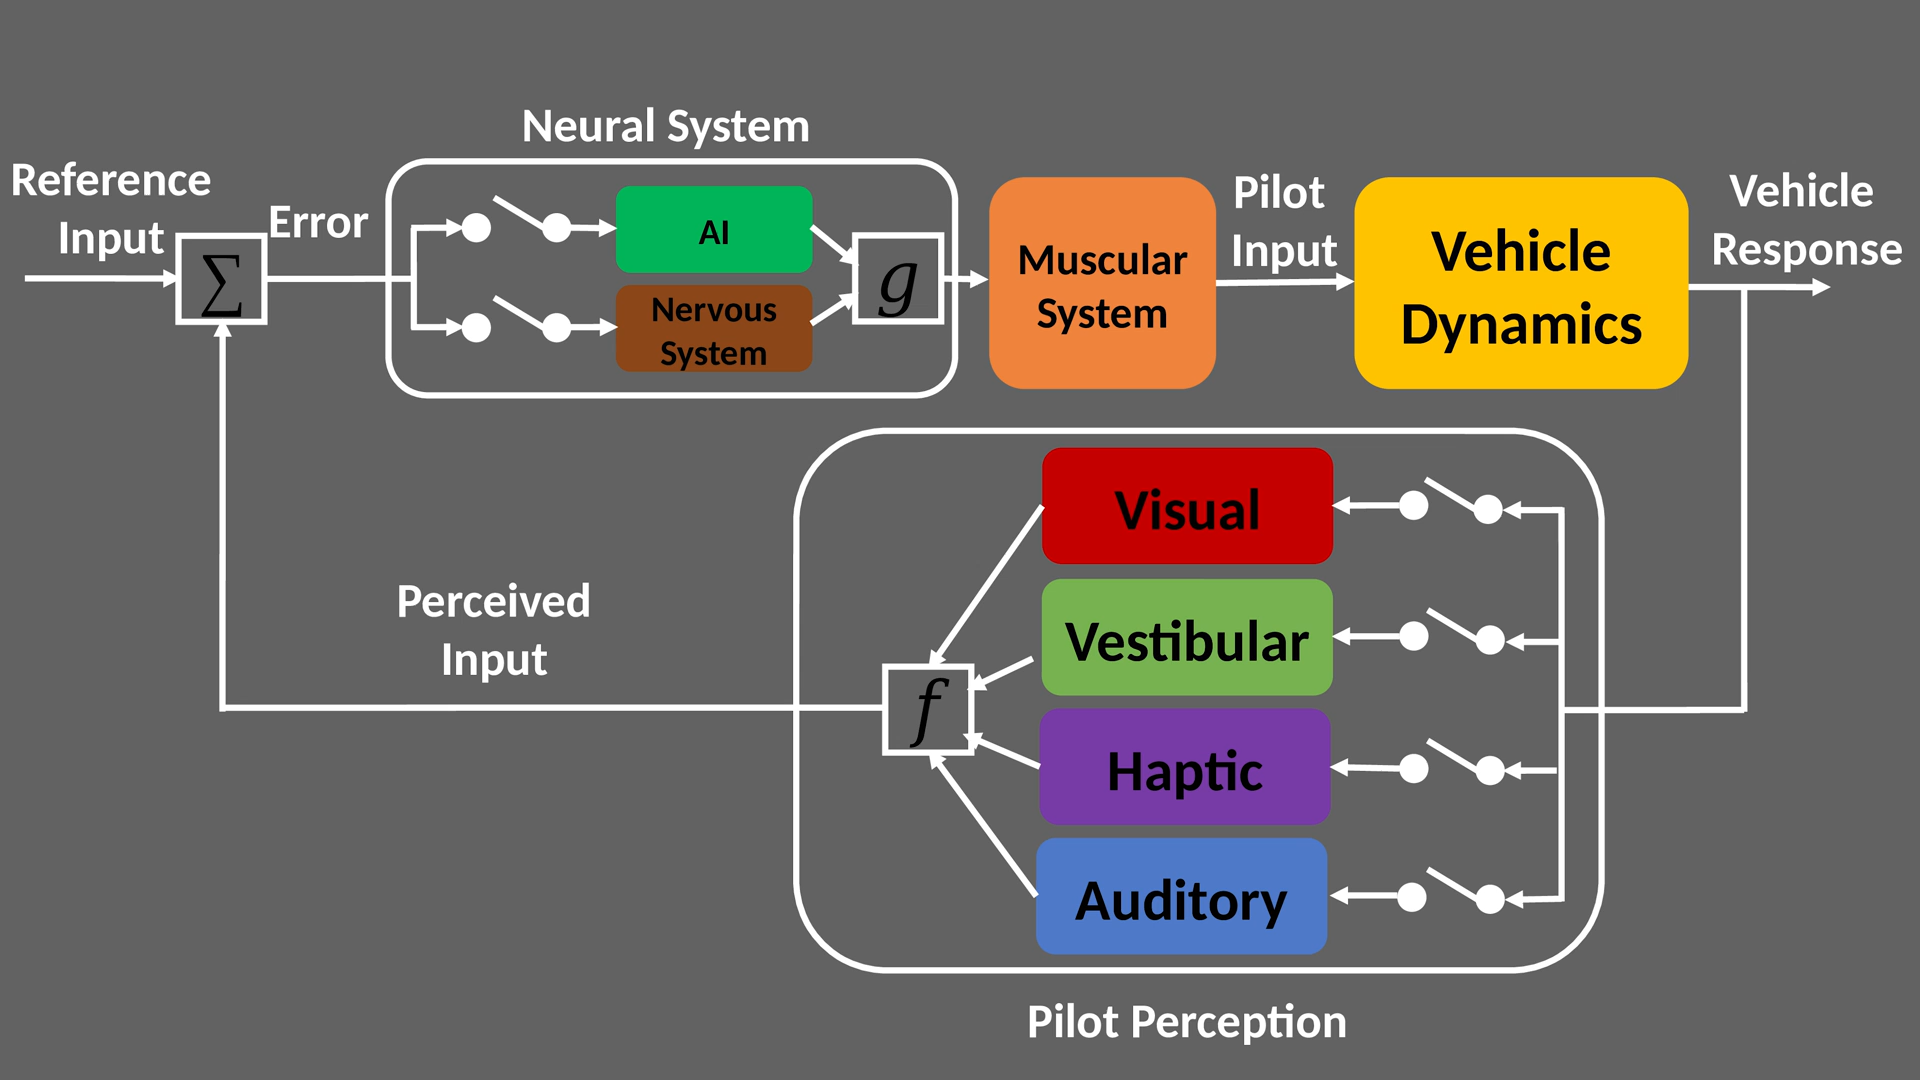 Neural System
Reference
Input
Error
∑
AI
Nervous
System
g
Muscular
System
Pilot
Input
Vehicle
Dynamics
Vehicle
Response
Visual
Vestibular
Haptic
Auditory
f
Perceived
Input
Pilot Perception